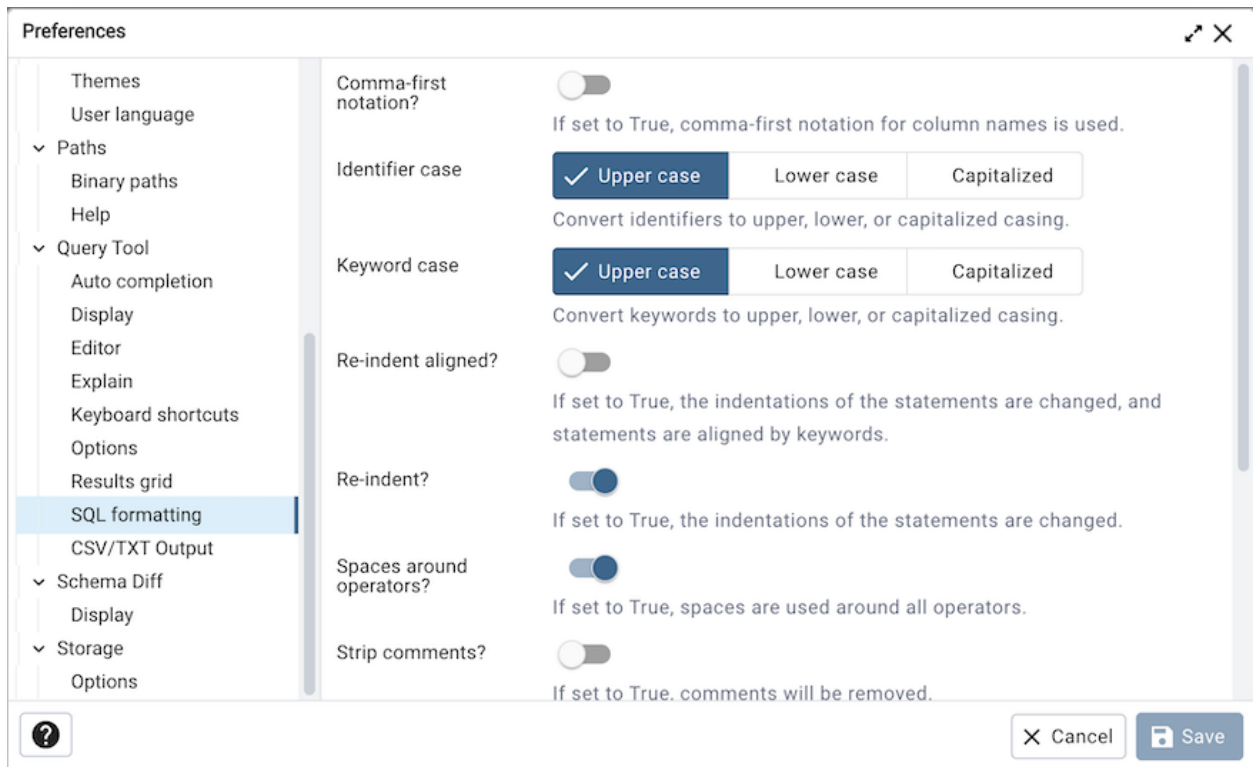 Preferences
Themes
User language
Paths
Binary paths
Help
Query Tool
Auto completion
Display
Editor
Explain
Keyboard shortcuts
Options
Results grid
SQL formatting
CSV/TXT Output
Schema Diff
Display
Storage
Options
Comma-first
notation?
If set to True, comma-first notation for column names is used.
Identifier case
Upper case Lower case Capitalized
Convert identifiers to upper, lower, or capitalized casing.
Keyword case
Upper case Lower case Capitalized
Convert keywords to upper, lower, or capitalized casing.
Re-indent aligned?
If set to True, the indentations of the statements are changed, and
statements are aligned by keywords.
Re-indent?
If set to True, the indentations of the statements are changed.
Spaces around
operators?
If set to True, spaces are used around all operators.
Strip comments?
If set to True, comments will be removed.
?
Cancel Save